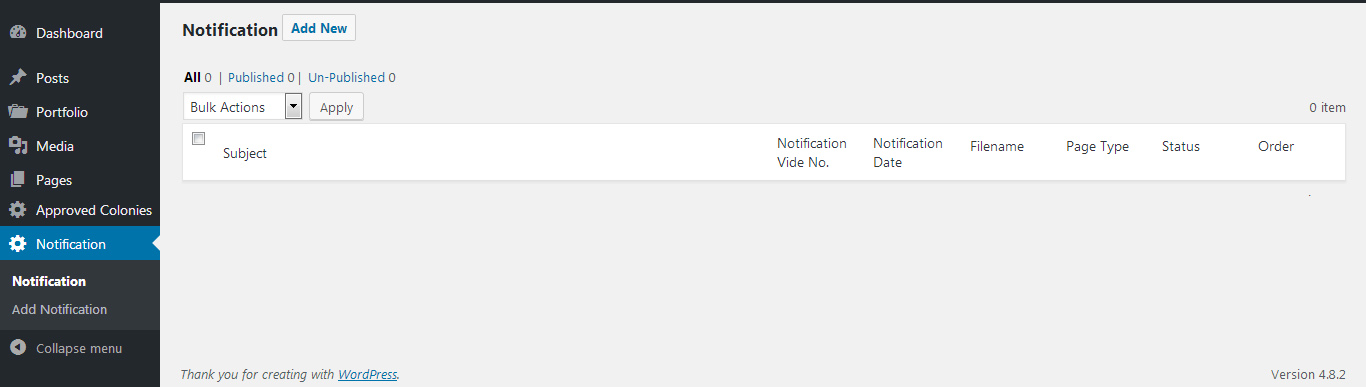 Dashboard
Posts
Portfolio
Media
Pages
Approved Colonies
Notification
Notification
Add Notification
Collapse menu
Notification Add New
All 0 | Published 0 | Un-Published 0
Bulk Actions Apply
0 item
Subject
Notification
Vide No.
Notification
Date
Filename
Page Type
Status
Order
Thank you for creating with WordPress.
Version 4.8.2